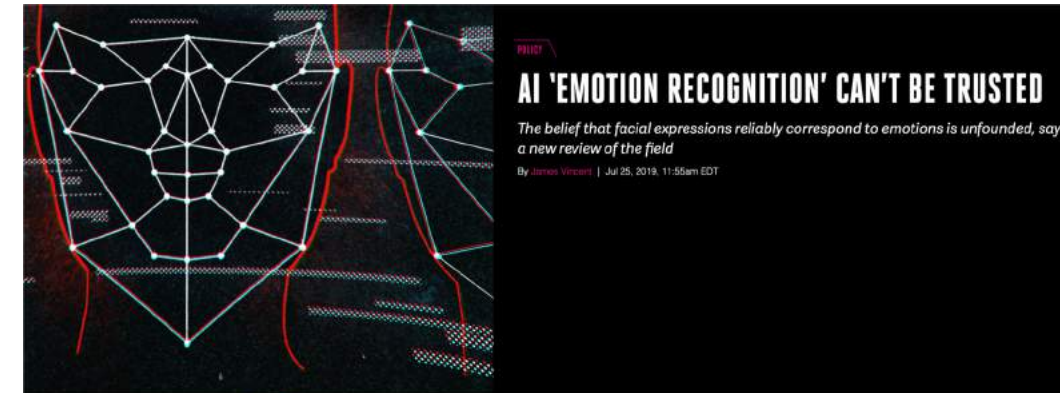 POLICY
AI 'EMOTION RECOGNITION' CAN'T BE TRUSTED
The belief that facial expressions reliably correspond to emotions is unfounded, say
a new review of the field
By James Vincent | Jul 25, 2019, 11:55am EDT